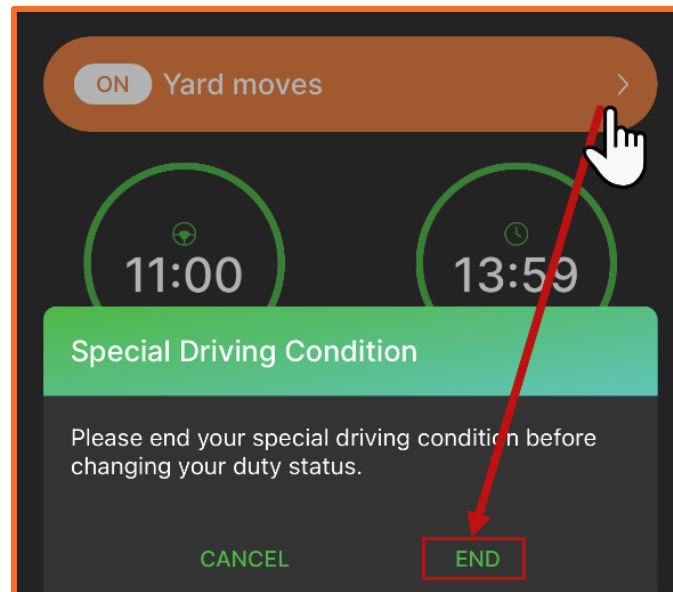 ON Yard moves
11:00 13:59
Special Driving Condition
Please end your special driving condition before
changing your duty status.
CANCEL END